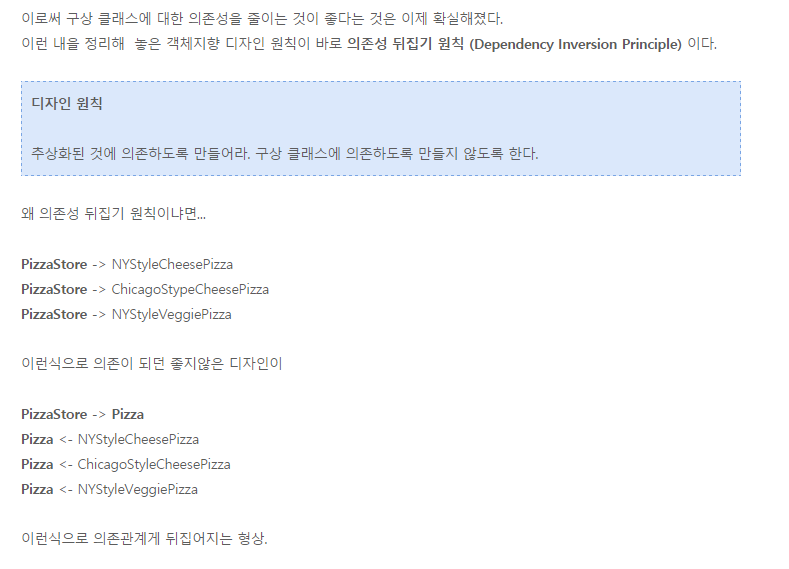 이로써 구상 클래스에 대한 의존성을 줄이는 것이 좋다는 것은 이제 확실해졌다.
이런 내을 정리해 놓은 객체지향 디자인 원칙이 바로 의존성 뒤집기 원칙 (Dependency Inversion Principle) 이다.
디자인 원칙
추상화된 것에 의존하도록 만들어라. 구상 클래스에 의존하도록 만들지 않도록 한다.
왜 의존성 뒤집기 원칙이냐면...
PizzaStore -> NYStyleCheesePizza
PizzaStore -> ChicagoStypeCheesePizza
PizzaStore -> NYStyleVeggiePizza
이런식으로 의존이 되던 좋지않은 디자인이
PizzaStore -> Pizza
Pizza <- NYStyleCheesePizza
Pizza <- ChicagoStyleCheesePizza
Pizza <- NYStyleVeggiePizza
이런식으로 의존관계게 뒤집어지는 형상.